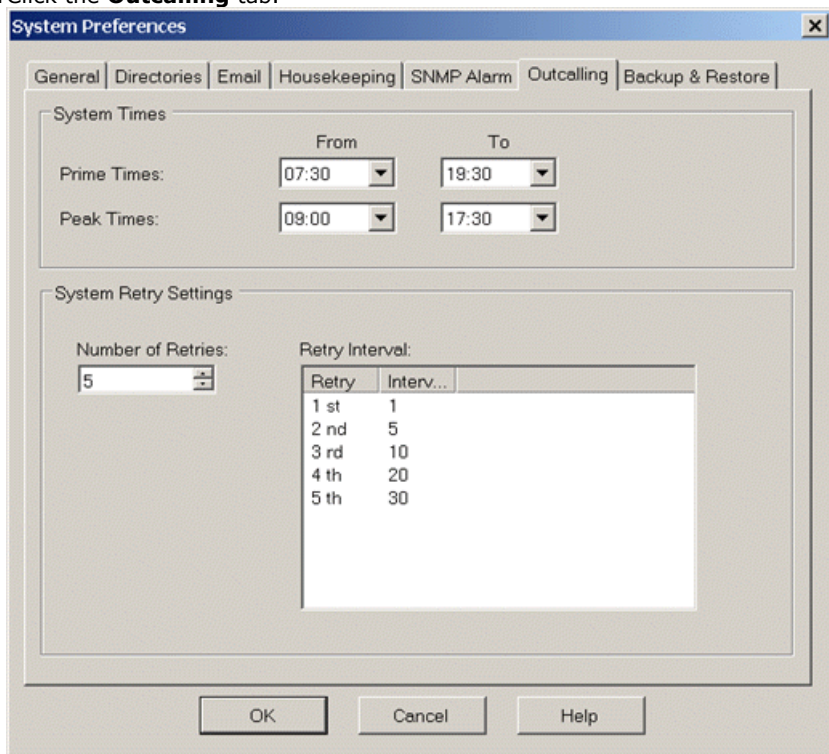 Click the Outcalling tab.
System Preferences
General Directories Email Housekeeping SNMP Alarm Outcalling Backup & Restore
System Times
From To
Prime Times: 07:30 19:30
Peak Times: 09:00 17:30
System Retry Settings
Number of Retries: Retry Interval:
5
Retry Interv...
1 st 1
2 nd 5
3 rd 10
4 th 20
5 th 30
OK Cancel Help